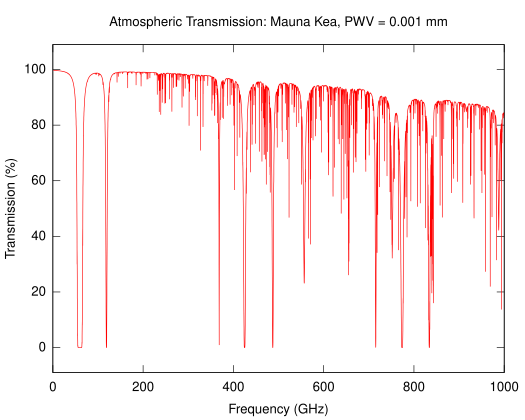 Atmospheric Transmission: Mauna Kea, PWV = 0.001 mm
100
80
60
40
20
0
Transmission (%)
0 200 400 600 800 1000
Frequency (GHz)